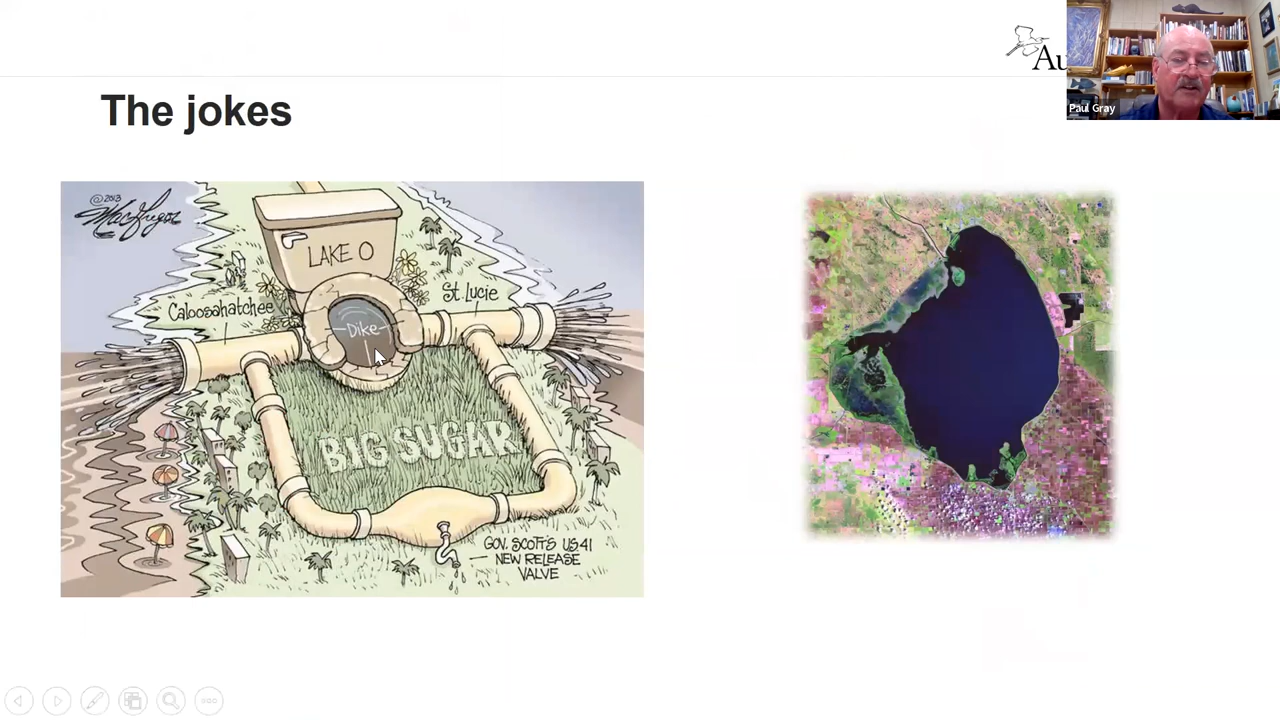 Au
Paul Gray
The jokes
©2013
MacGregor
LAKE O
Caloosahatchee
St. Lucie
Dike
BIG SUGAR
GOV. SCOTT'S US 41
NEW RELEASE
VALVE